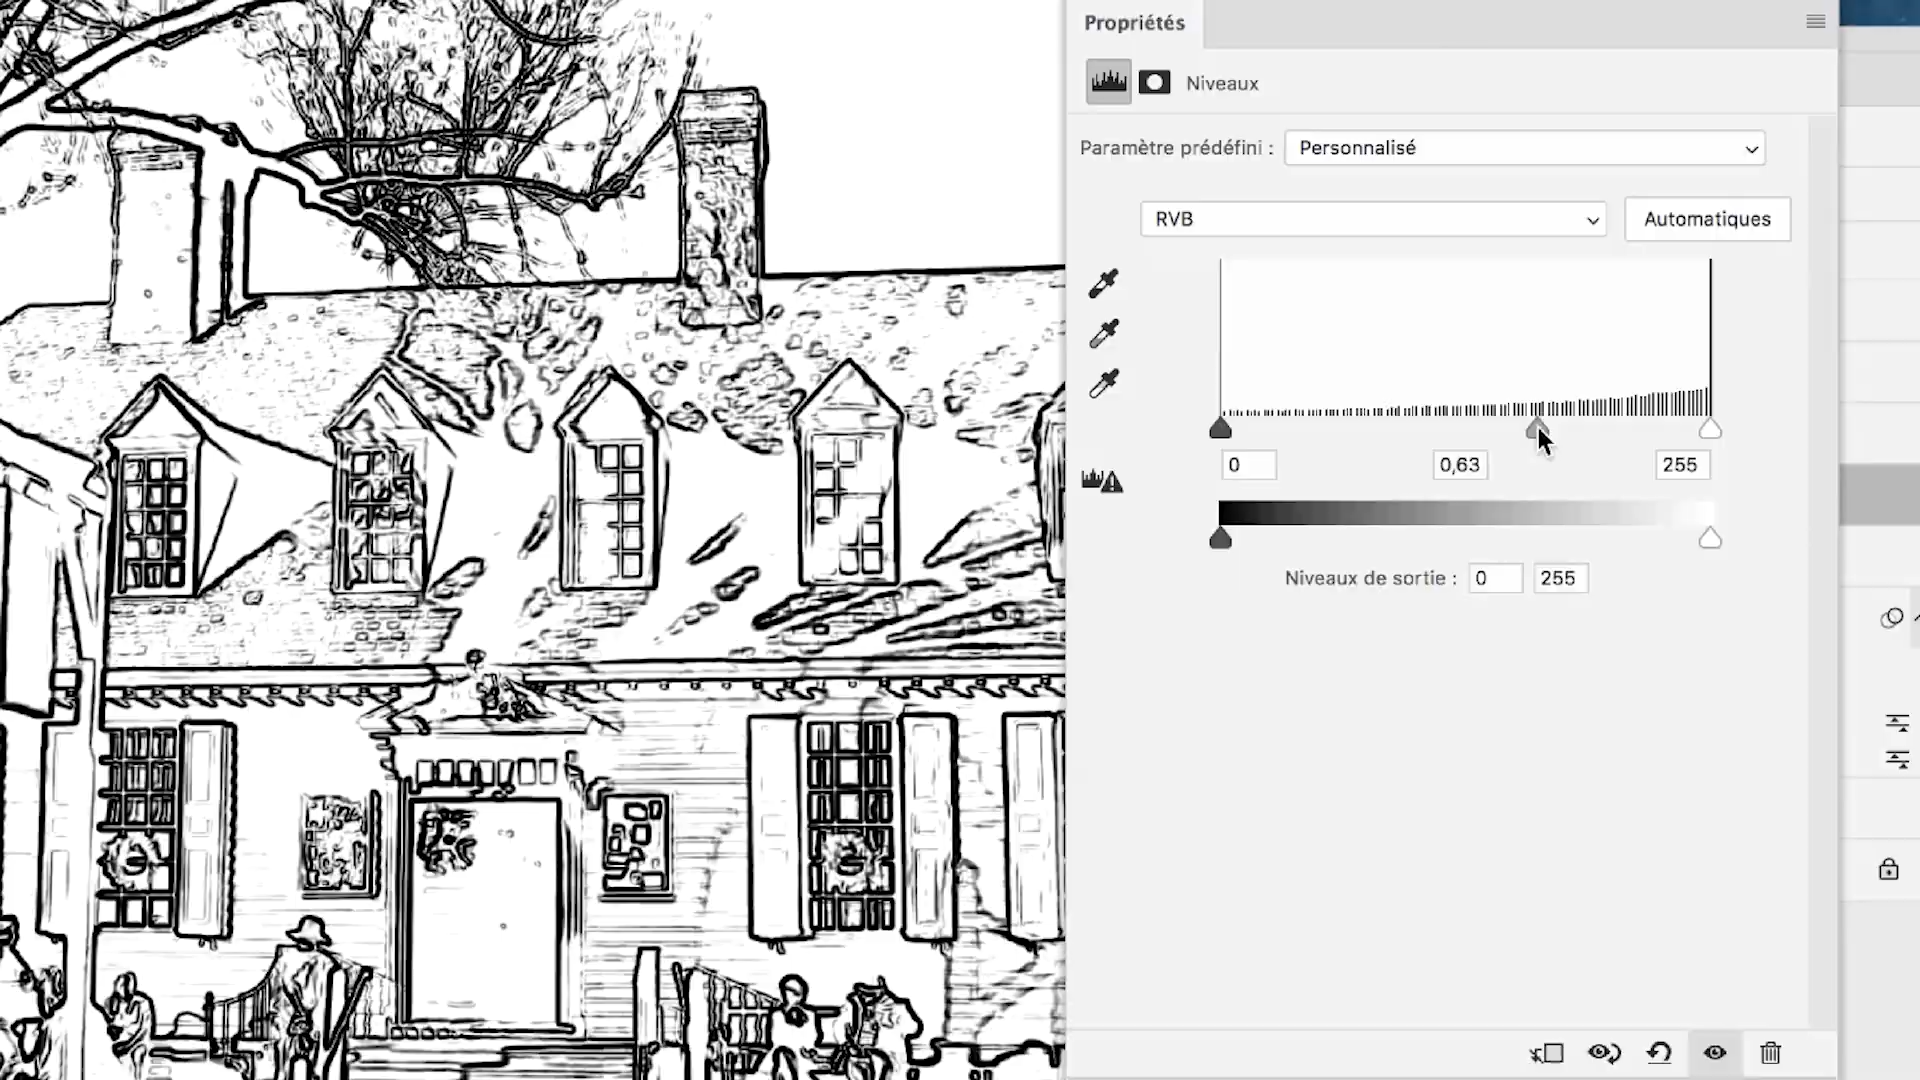 Propriétés
Niveaux
Paramètre prédéfini : Personnalisé
RVB
Automatiques
0
0,63
255
Niveaux de sortie : 0 255